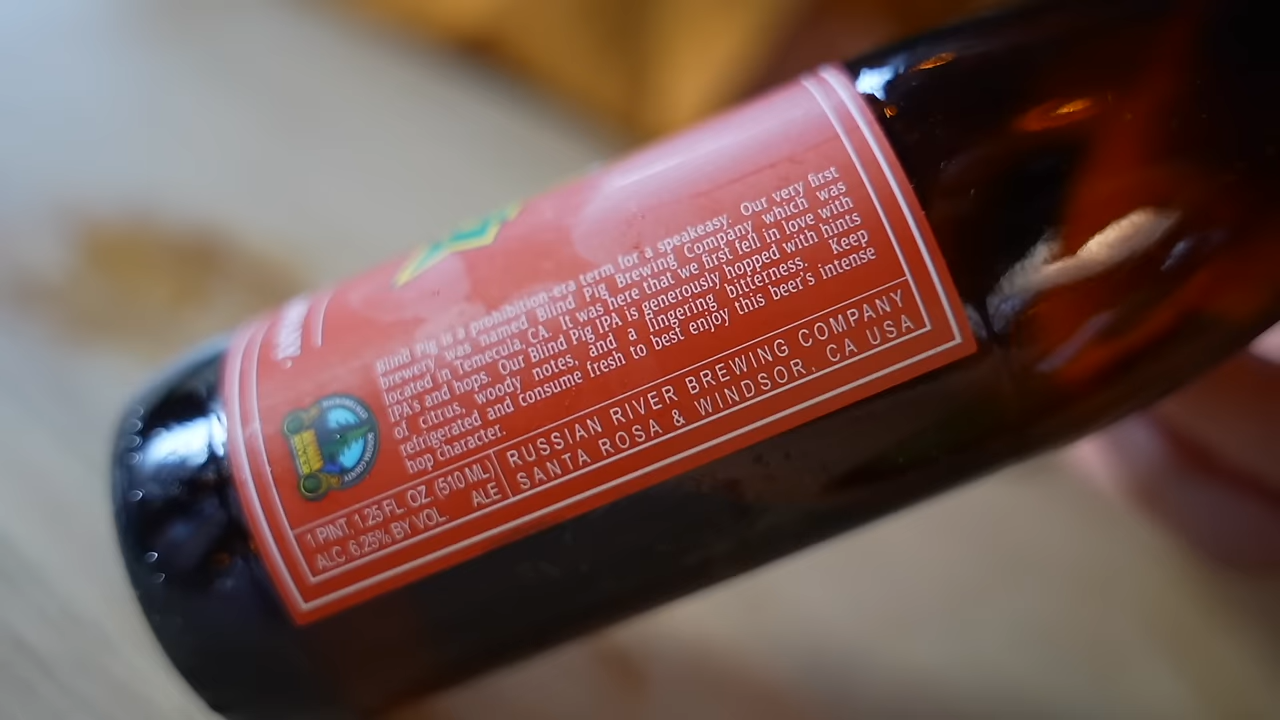 Blind Pig is a prohibition-era term for a speakeasy. Our very first
brewery was named Blind Pig Brewing Company which was
located in Temecula, CA. It was here that we first fell in love with
IPA's and hops. Our Blind Pig IPA is generously hopped with hints
of citrus, woody notes, and a lingering bitterness. Keep
refrigerated and consume fresh to best enjoy this beer's intense
hop character.
1 PINT, 1.25 FL. OZ. (510 ML)
ALC. 6.25% BY VOL. ALE
RUSSIAN RIVER BREWING COMPANY
SANTA ROSA & WINDSOR, CA USA
SONOMA COUNTY